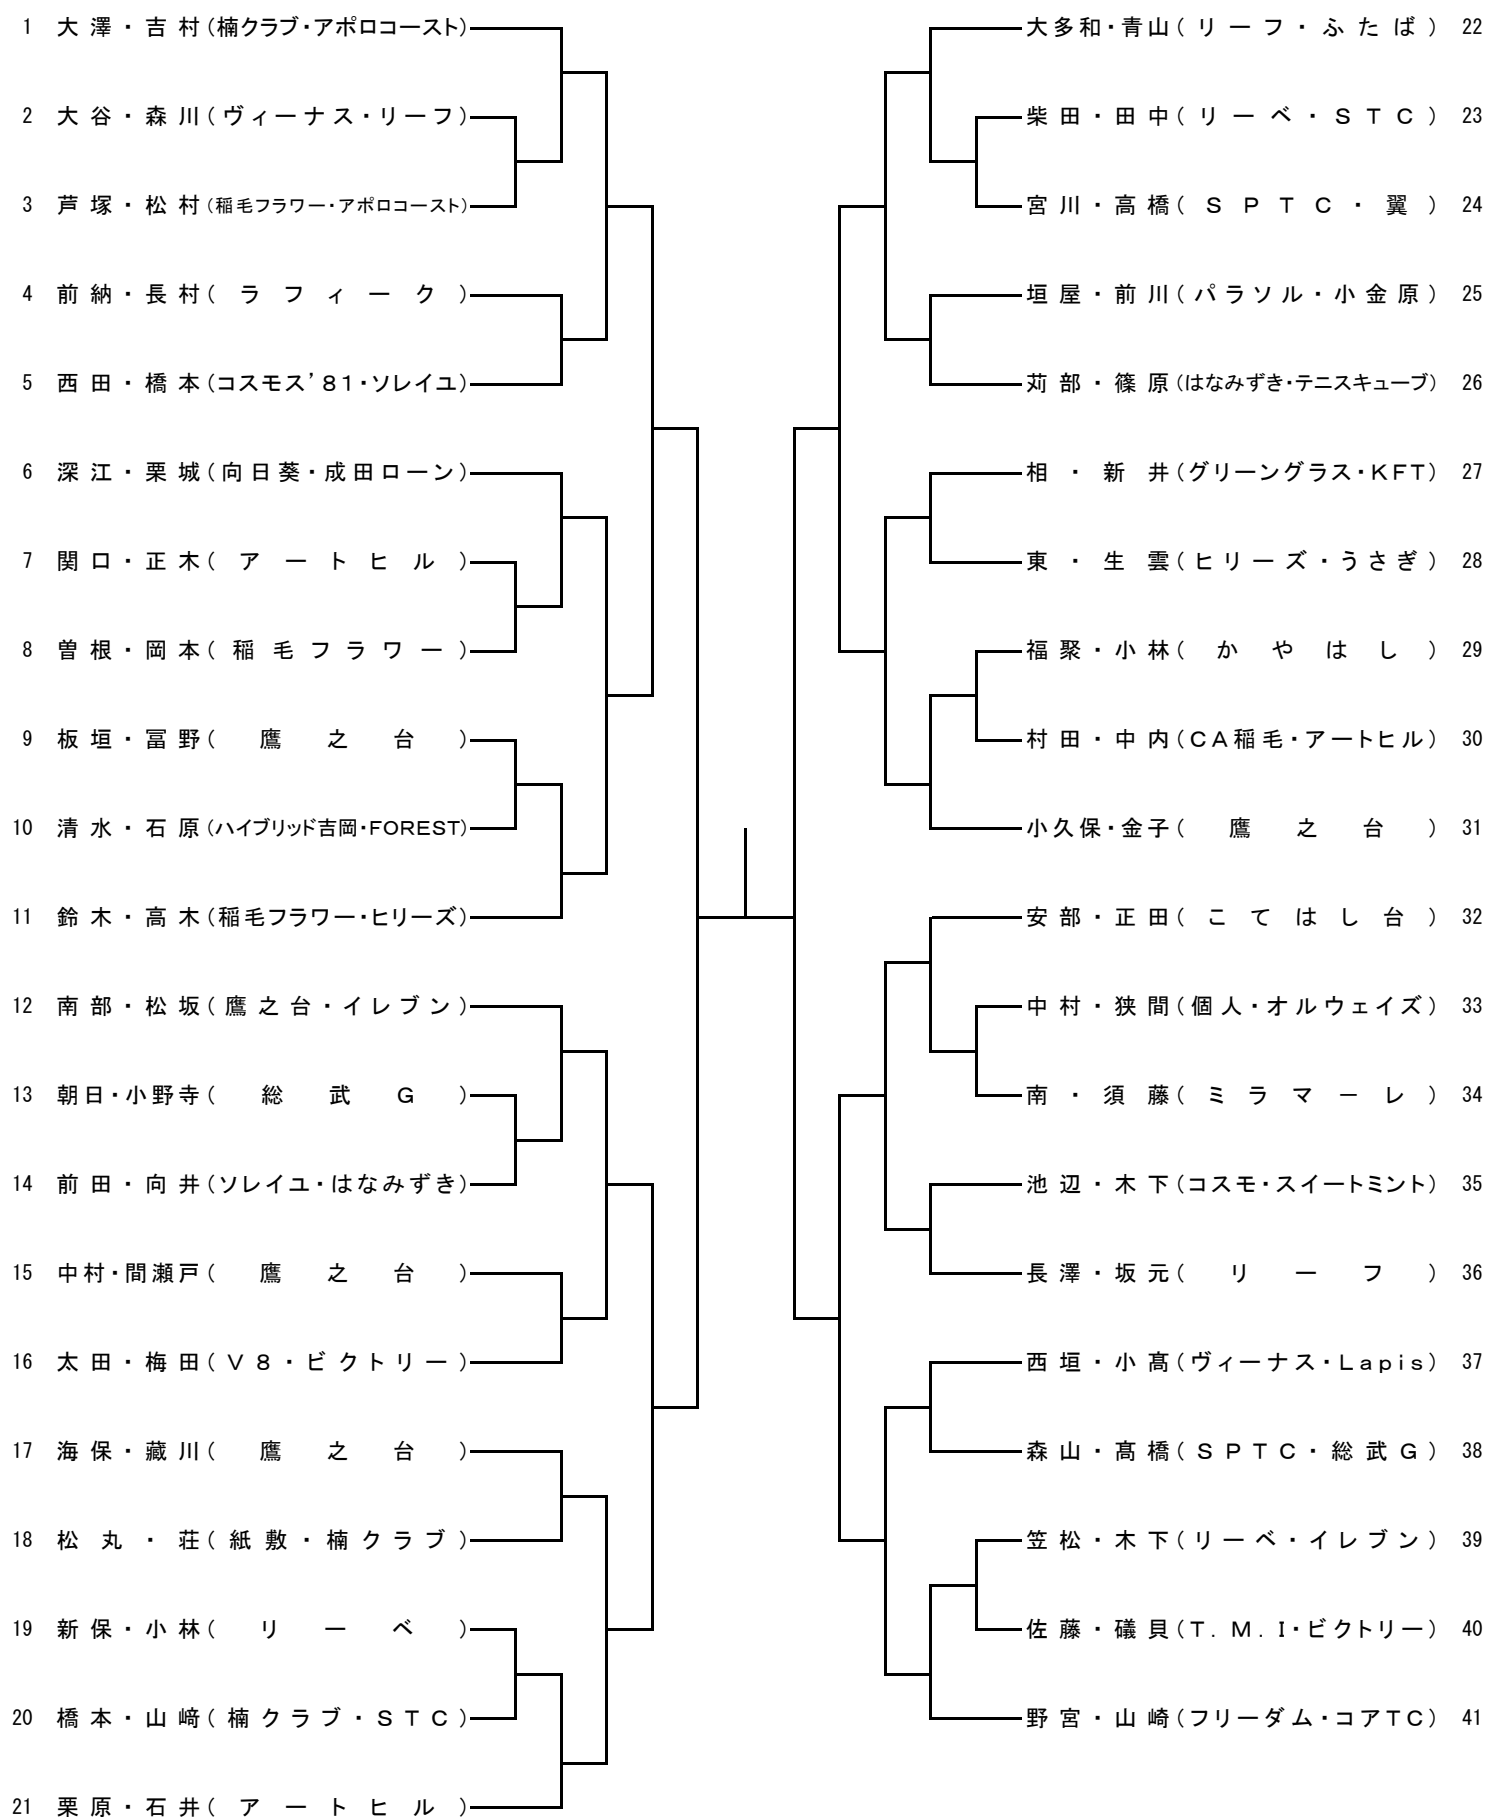 1 大澤・吉村(楠クラブ・アポロコースト)
2 大谷・森川(ヴィーナス・リーフ)
3 芦塚・松村(稲毛フラワー・アポロコースト)
4 前納・長村(ラフィーク)
5 西田・橋本(コスモス’81・ソレイユ)
6 深江・栗城(向日葵・成田ローン)
7 関口・正木(アートヒル)
8 曽根・岡本(稲毛フラワー)
9 板垣・冨野(鷹之台)
10 清水・石原(ハイブリッド吉岡・FOREST)
11 鈴木・高木(稲毛フラワー・ヒリーズ)
12 南部・松坂(鷹之台・イレブン)
13 朝日・小野寺(総武G)
14 前田・向井(ソレイユ・はなみずき)
15 中村・間瀬戸(鷹之台)
16 太田・梅田(V8・ビクトリー)
17 海保・藏川(鷹之台)
18 松丸・荘(紙敷・楠クラブ)
19 新保・小林(リーベ)
20 橋本・山﨑(楠クラブ・STC)
21 栗原・石井(アートヒル)
大多和・青山(リーフ・ふたば) 22
柴田・田中(リーベ・STC) 23
宮川・高橋(SPTC・翼) 24
垣屋・前川(パラソル・小金原) 25
苅部・篠原(はなみずき・テニスキューブ) 26
相・新井(グリーングラス・KFT) 27
東・生雲(ヒリーズ・うさぎ) 28
福聚・小林(かやはし) 29
村田・中内(CA稲毛・アートヒル) 30
小久保・金子(鷹之台) 31
安部・正田(こてはし台) 32
中村・狭間(個人・オルウェイズ) 33
南・須藤(ミラマーレ) 34
池辺・木下(コスモ・スイートミント) 35
長澤・坂元(リーフ) 36
西垣・小髙(ヴィーナス・Lapis) 37
森山・髙橋(SPTC・総武G) 38
笠松・木下(リーベ・イレブン) 39
佐藤・礒貝(T.M.I・ビクトリー) 40
野宮・山崎(フリーダム・コアTC) 41